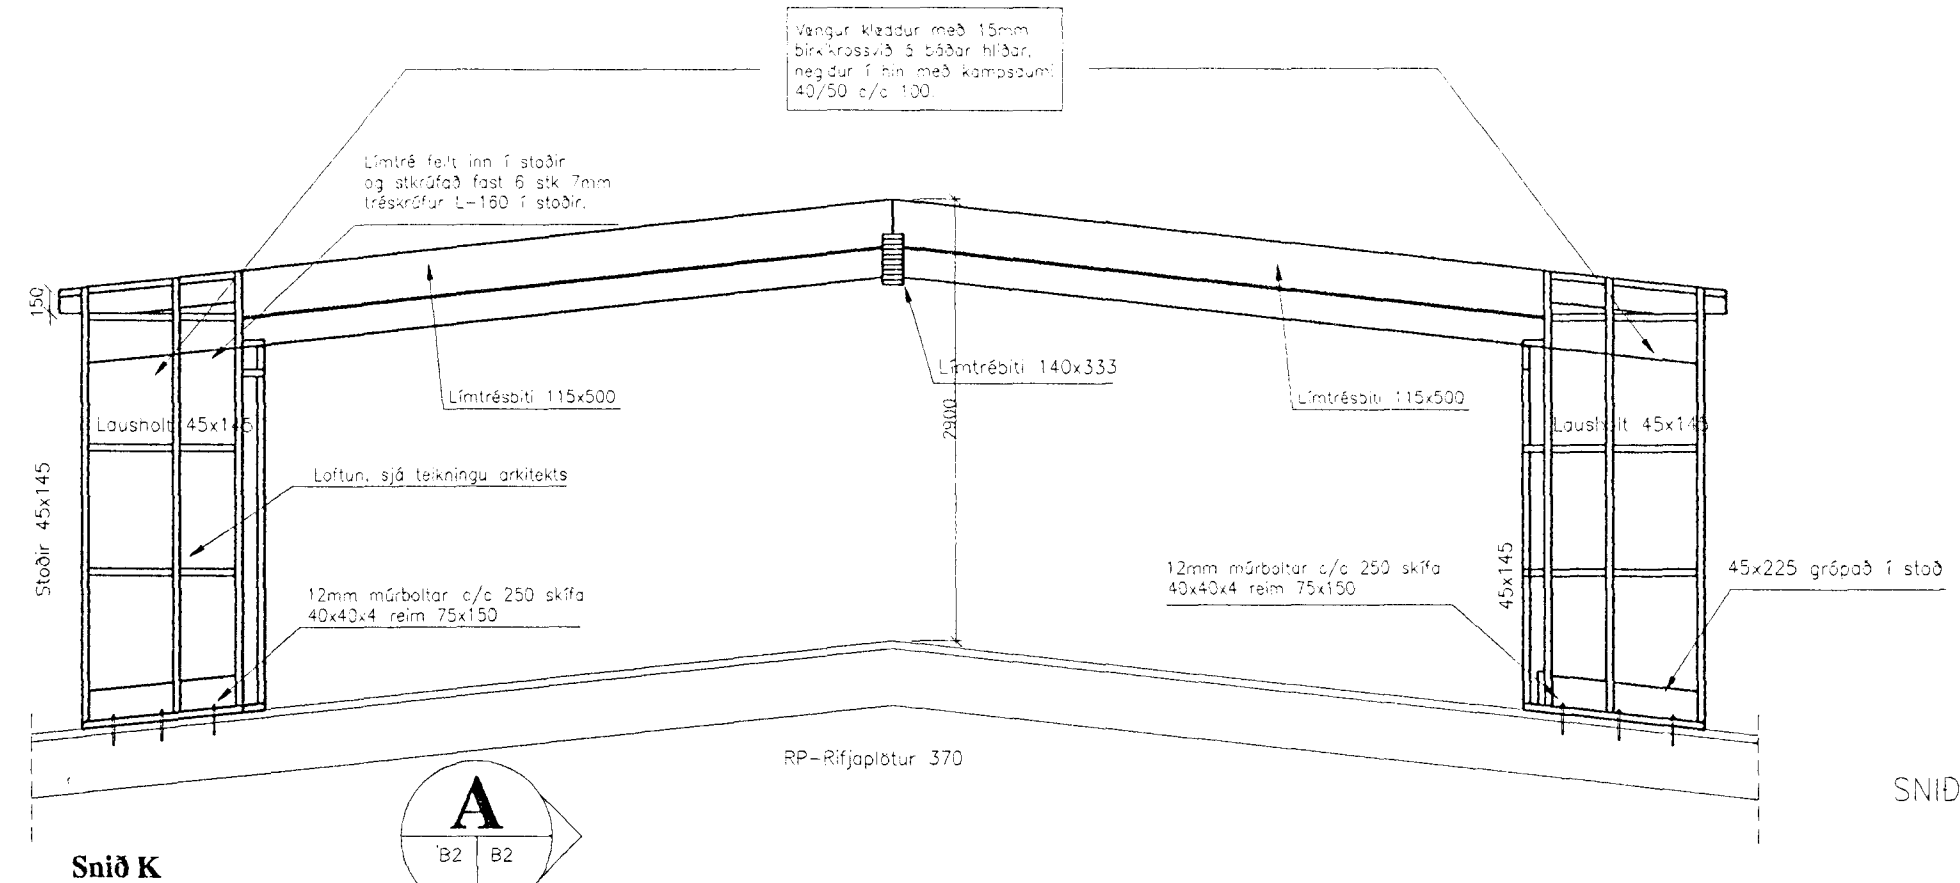 Vængur klæddur með 15mm
birkikrossvið á báðar hliðar,
negldur í hln með kampsaumi
40/50 c/c 100.
Límtré fellt inn í stoðir
og stkrúfað fast 6 stk 7mm
tréskrúfur L-160 í stoðir.
150
Límtrésbiti 115x500
Límtrébiti 140x333
Límtrésbiti 115x500
2900
Lausholt 45x145
Lausholt 45x145
Loftun, sjá teikningu arkitekts
Stoðir 45x145
12mm múrboltar c/c 250 skífa
40x40x4 reim 75x150
12mm múrboltar c/c 250 skífa
40x40x4 reim 75x150
45x145
45x225 grópað í stoð
RP-Rifjaplötur 370
SNIÐ
A
B2 B2
Snið K